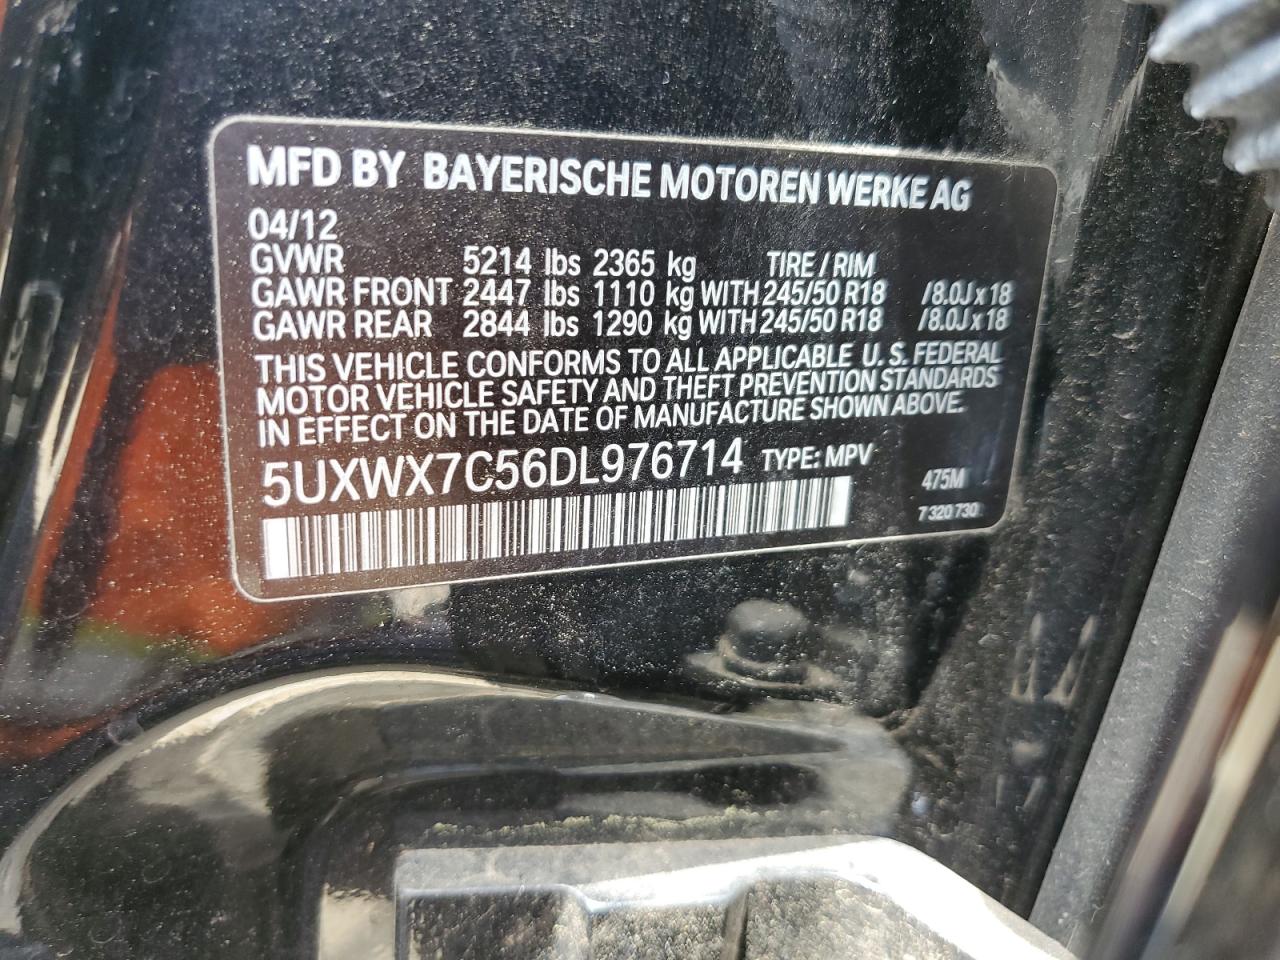 MFD BY BAYERISCHE MOTOREN WERKE AG
04/12
GVWR 5214 lbs 2365 kg TIRE / RIM
GAWR FRONT 2447 lbs 1110 kg WITH 245/50 R18 /8.0J x 18
GAWR REAR 2844 lbs 1290 kg WITH 245/50 R18 /8.0J x 18
THIS VEHICLE CONFORMS TO ALL APPLICABLE U.S. FEDERAL
MOTOR VEHICLE SAFETY AND THEFT PREVENTION STANDARDS
IN EFFECT ON THE DATE OF MANUFACTURE SHOWN ABOVE.
5UXWX7C56DL976714 TYPE: MPV
475M
7 320 730